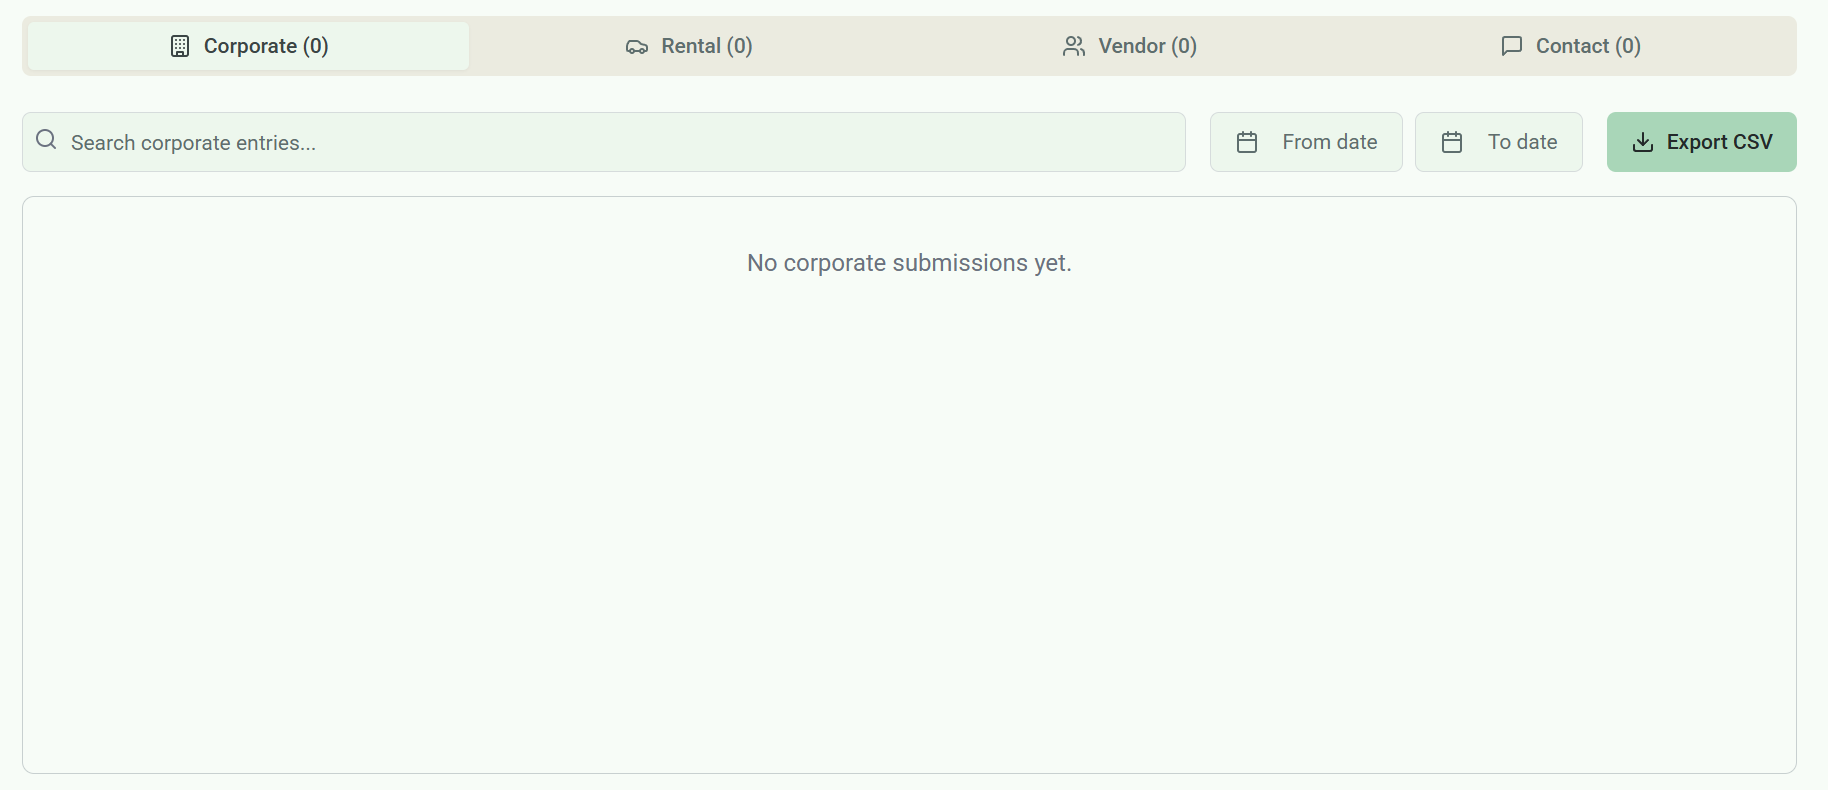 Corporate (0) Rental (0) Vendor (0) Contact (0)
Search corporate entries... From date To date Export CSV
No corporate submissions yet.